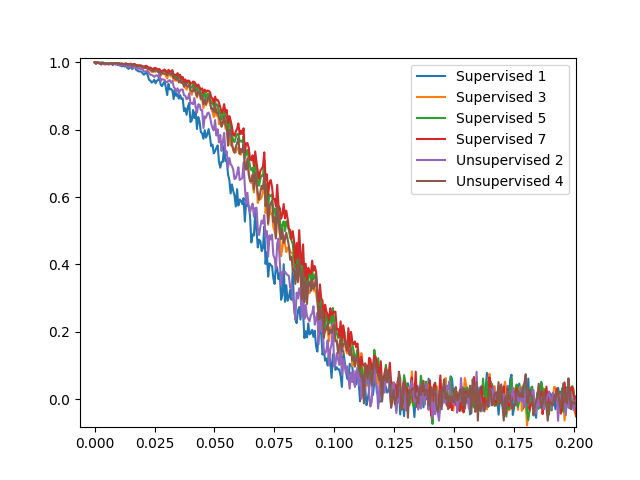 1.0
0.8
0.6
0.4
0.2
0.0
0.000 0.025 0.050 0.075 0.100 0.125 0.150 0.175 0.200
Supervised 1
Supervised 3
Supervised 5
Supervised 7
Unsupervised 2
Unsupervised 4